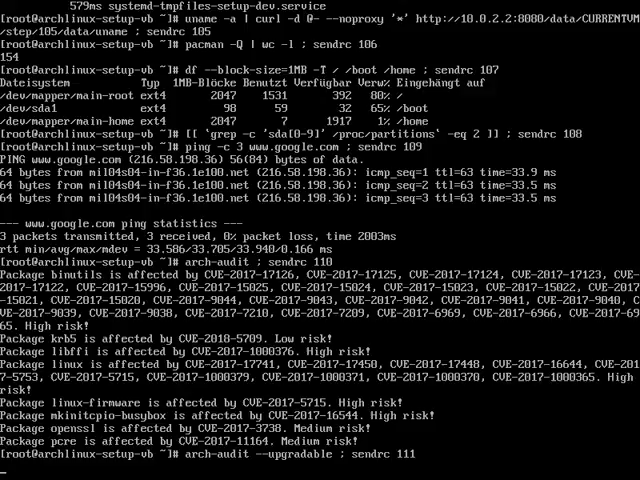 579ms systemd-tmpfiles-setup-dev.service
[root@archlinux-setup-vb ~]# uname -a | curl -d @- --noproxy '*' http://10.0.2.2:8000/data/CURRENTVM
/step/105/data/uname ; sendrc 105
[root@archlinux-setup-vb ~]# pacman -Q | wc -l ; sendrc 106
154
[root@archlinux-setup-vb ~]# df --block-size=1MB -T / /boot /home ; sendrc 107
Dateisystem Typ 1MB-Blöcke Benutzt Verfügbar Verw% Eingehängt auf
/dev/mapper/main-root ext4 2047 1531 392 80% /
/dev/sda1 ext4 98 59 32 65% /boot
/dev/mapper/main-home ext4 2047 7 1917 1% /home
[root@archlinux-setup-vb ~]# [[ `grep -c 'sda[0-9]' /proc/partitions` -eq 2 ]] ; sendrc 108
[root@archlinux-setup-vb ~]# ping -c 3 www.google.com ; sendrc 109
PING www.google.com (216.58.198.36) 56(84) bytes of data.
64 bytes from mil04s04-in-f36.1e100.net (216.58.198.36): icmp_seq=1 ttl=63 time=33.9 ms
64 bytes from mil04s04-in-f36.1e100.net (216.58.198.36): icmp_seq=2 ttl=63 time=33.5 ms
64 bytes from mil04s04-in-f36.1e100.net (216.58.198.36): icmp_seq=3 ttl=63 time=33.5 ms
--- www.google.com ping statistics ---
3 packets transmitted, 3 received, 0% packet loss, time 2003ms
rtt min/avg/max/mdev = 33.506/33.705/33.940/0.166 ms
[root@archlinux-setup-vb ~]# arch-audit ; sendrc 110
Package binutils is affected by CVE-2017-17126, CVE-2017-17125, CVE-2017-17124, CVE-2017-17123, CVE-
2017-17122, CVE-2017-15996, CVE-2017-15025, CVE-2017-15024, CVE-2017-15023, CVE-2017-15022, CVE-2017
-15021, CVE-2017-15020, CVE-2017-9044, CVE-2017-9043, CVE-2017-9042, CVE-2017-9041, CVE-2017-9040, C
VE-2017-9039, CVE-2017-9038, CVE-2017-7210, CVE-2017-7209, CVE-2017-6969, CVE-2017-6966, CVE-2017-69
65. High risk!
Package krb5 is affected by CVE-2018-5709. Low risk!
Package libffi is affected by CVE-2017-1000376. High risk!
Package linux is affected by CVE-2017-17741, CVE-2017-17450, CVE-2017-17448, CVE-2017-16644, CVE-201
7-5753, CVE-2017-5715, CVE-2017-1000379, CVE-2017-1000371, CVE-2017-1000370, CVE-2017-1000365. High
risk!
Package linux-firmware is affected by CVE-2017-5715. High risk!
Package mkinitcpio-busybox is affected by CVE-2017-16544. High risk!
Package openssl is affected by CVE-2017-3738. Medium risk!
Package pcre is affected by CVE-2017-11164. Medium risk!
[root@archlinux-setup-vb ~]# arch-audit --upgradable ; sendrc 111